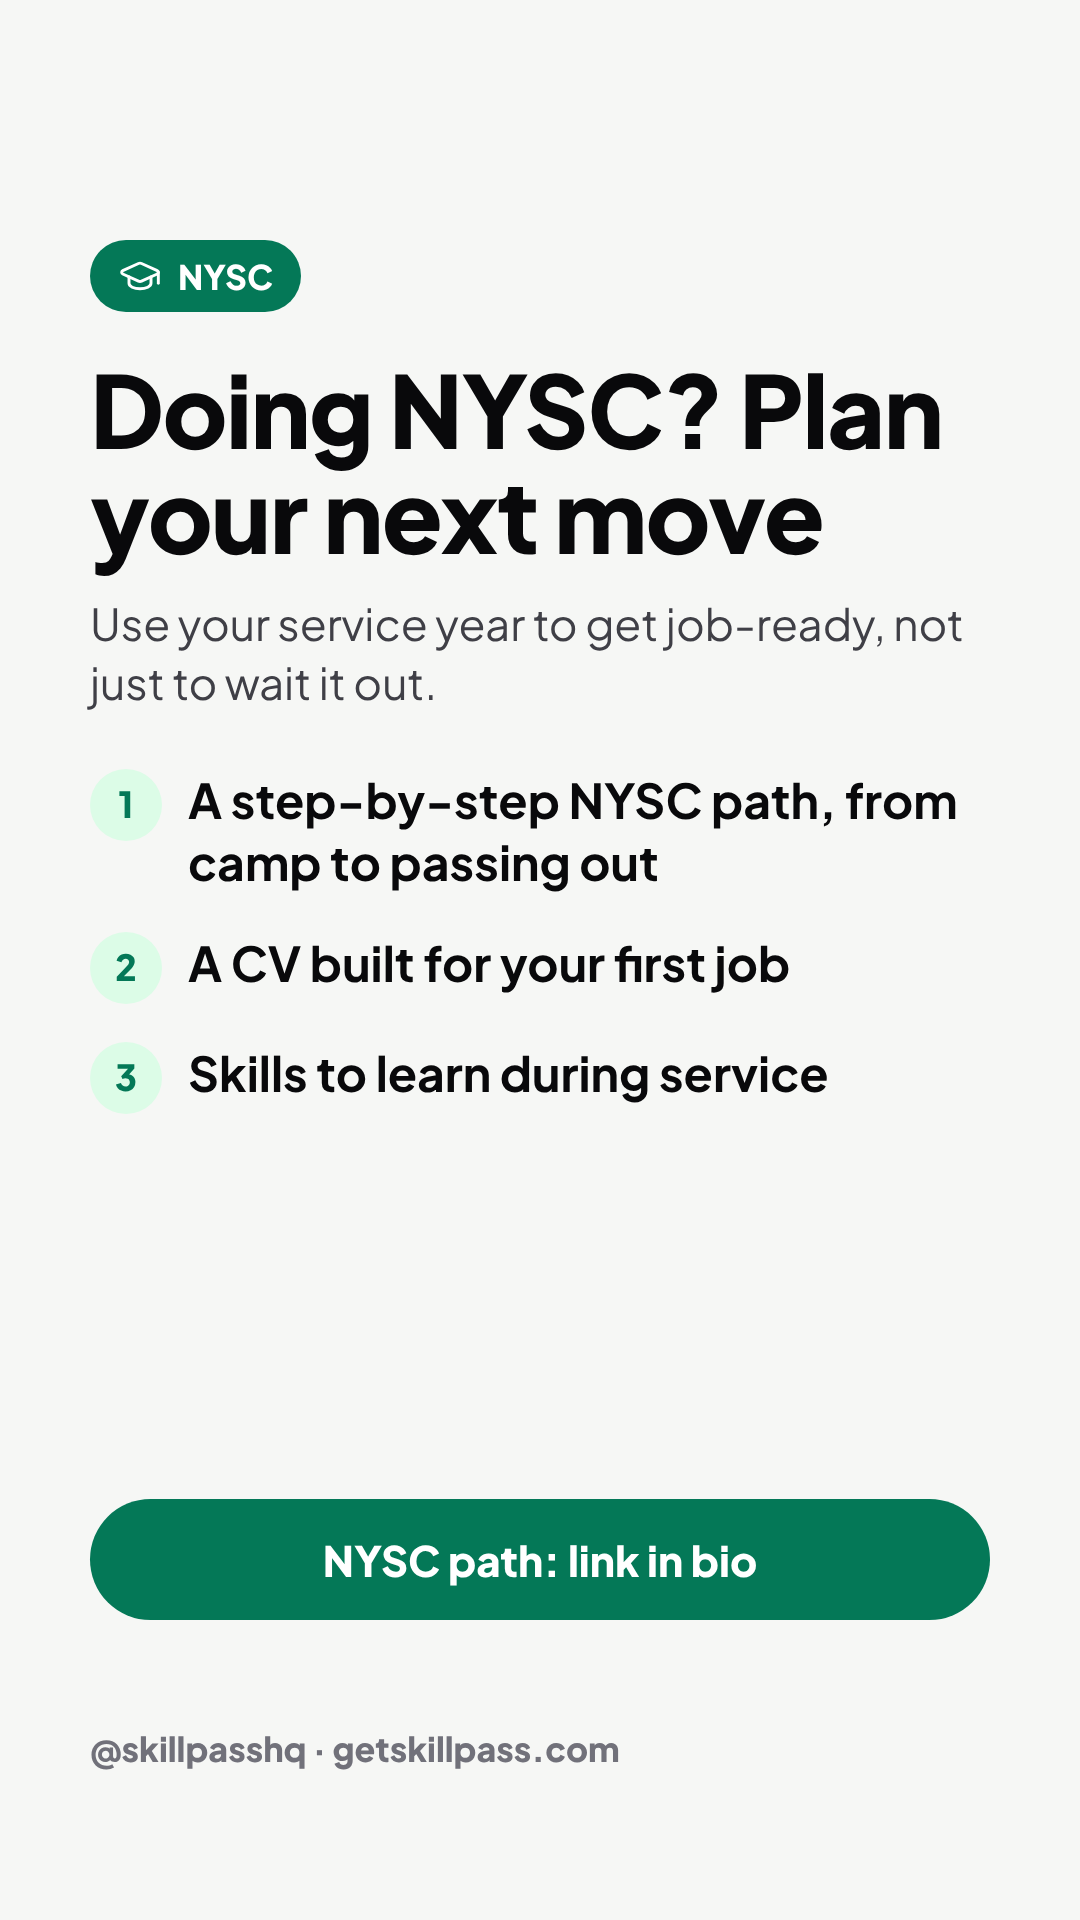 NYSC
Doing NYSC? Plan
your next move
Use your service year to get job-ready, not
just to wait it out.
1 A step-by-step NYSC path, from
camp to passing out
2 A CV built for your first job
3 Skills to learn during service
NYSC path: link in bio
@skillpasshq · getskillpass.com